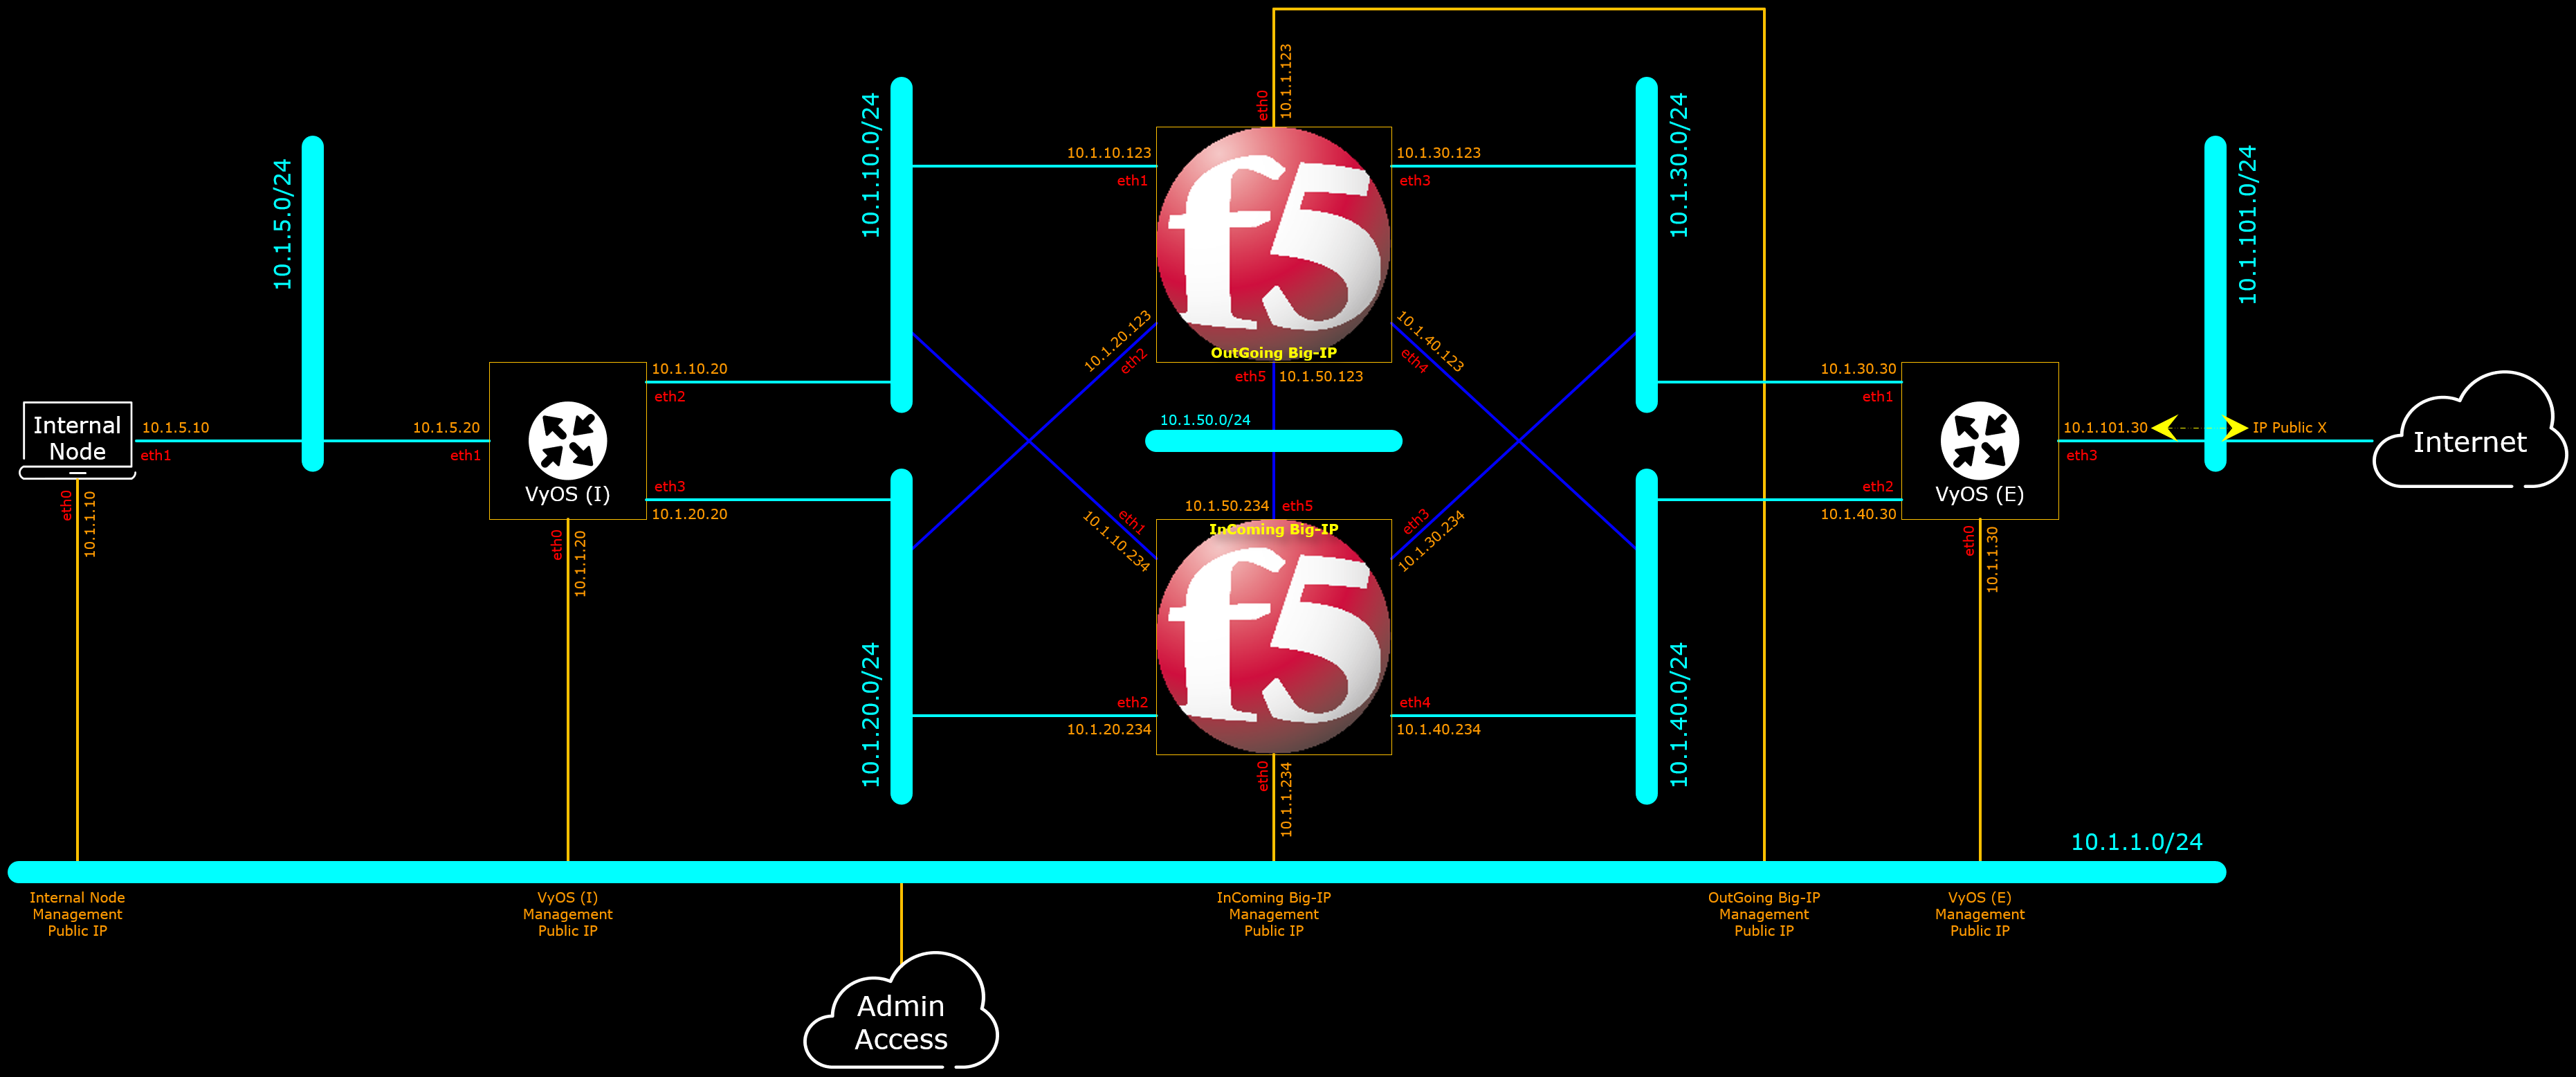 10.1.1.123
eth0
10.1.5.0/24
10.1.10.0/24
10.1.30.0/24
10.1.101.0/24
10.1.10.123
eth1
10.1.30.123
eth3
f5
10.1.20.123
eth2
10.1.40.123
eth4
OutGoing Big-IP
eth5
10.1.50.123
10.1.50.0/24
Internal
Node
10.1.5.10
eth1
eth0
10.1.1.10
10.1.5.20
eth1
VyOS (I)
10.1.10.20
eth2
eth3
10.1.20.20
eth0
10.1.1.20
10.1.50.234
eth5
InComing Big-IP
eth1
10.1.10.234
eth3
10.1.30.234
f5
eth2
10.1.20.234
eth4
10.1.40.234
eth0
10.1.1.234
10.1.20.0/24
10.1.40.0/24
10.1.30.30
eth1
eth2
10.1.40.30
VyOS (E)
eth0
10.1.1.30
10.1.101.30
eth3
IP Public X
Internet
10.1.1.0/24
Internal Node
Management
Public IP
VyOS (I)
Management
Public IP
InComing Big-IP
Management
Public IP
OutGoing Big-IP
Management
Public IP
VyOS (E)
Management
Public IP
Admin
Access